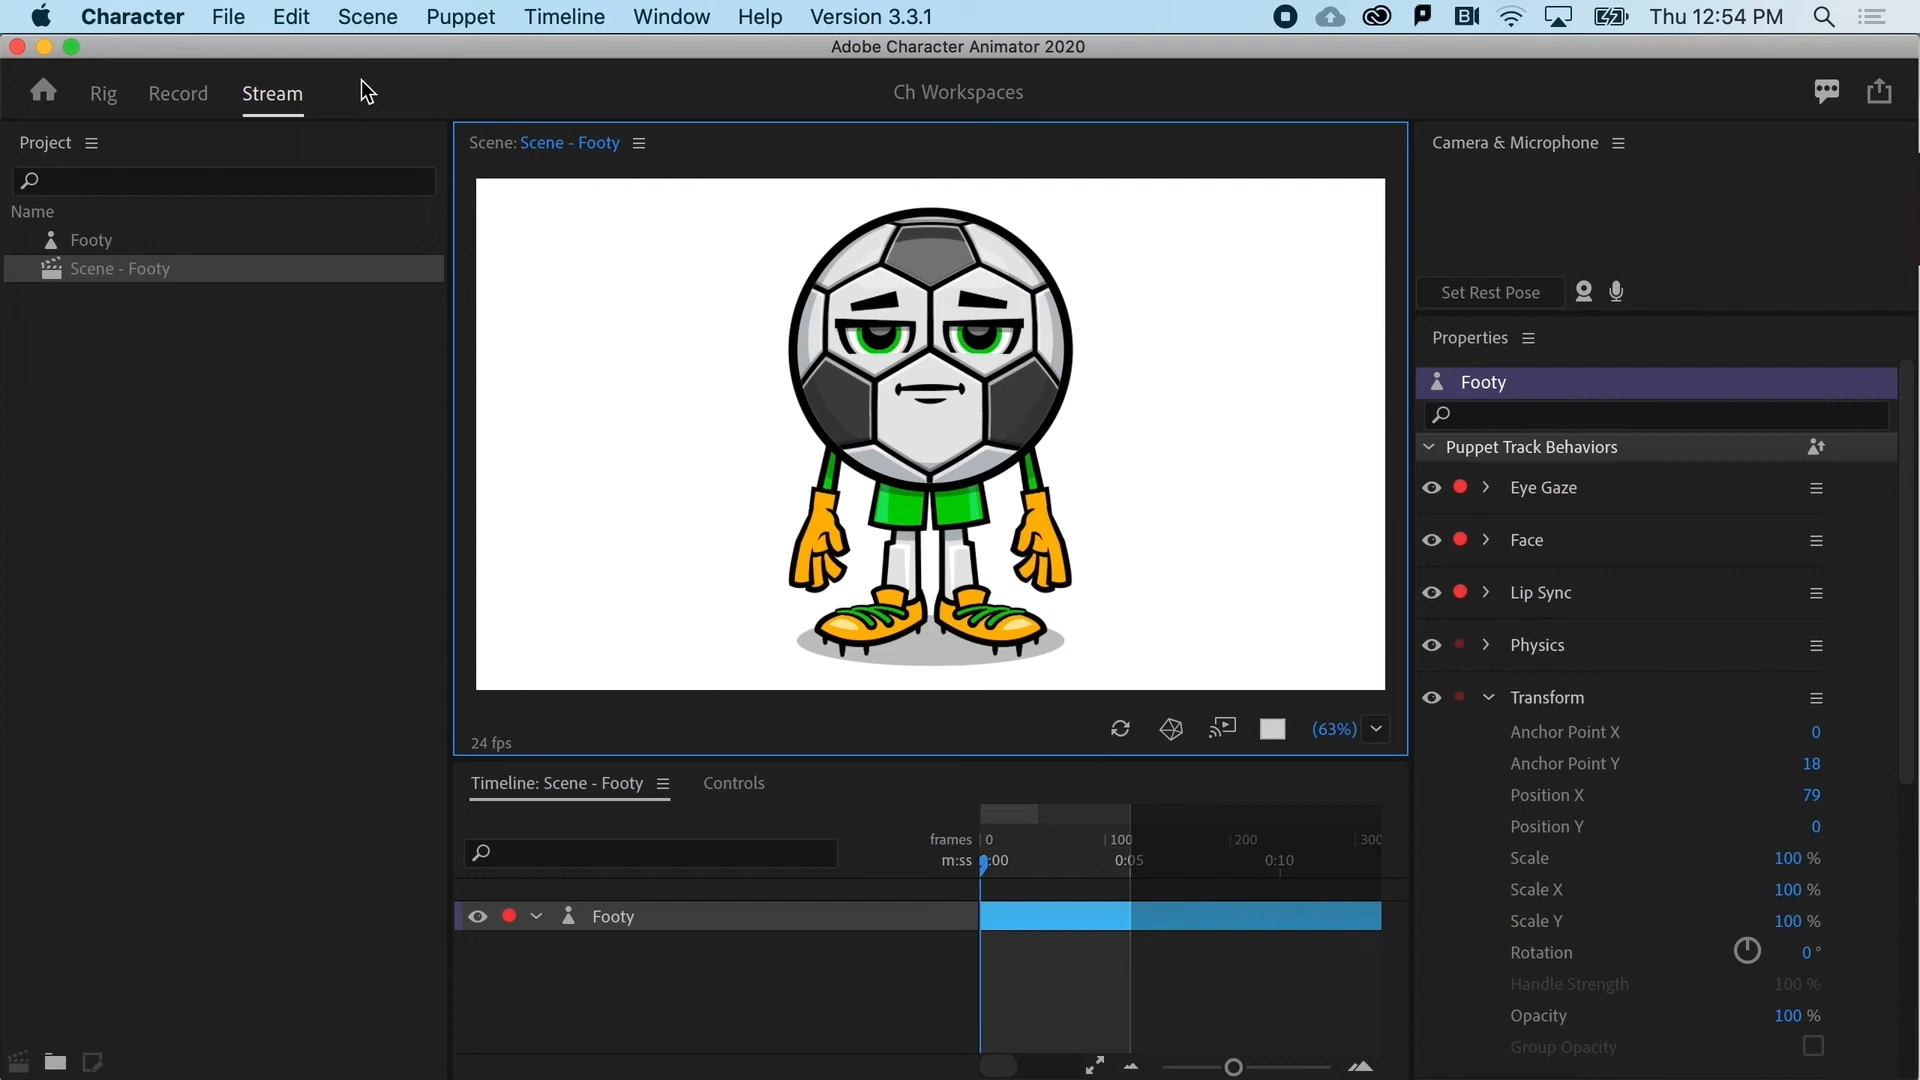 Character File Edit Scene Puppet Timeline Window Help Version 3.3.1 Thu 12:54 PM
Adobe Character Animator 2020
Rig Record Stream Ch Workspaces
Project
Name
Footy
Scene - Footy
Scene: Scene - Footy
24 fps
(63%)
Timeline: Scene - Footy Controls
frames 0 100 200 300
m:ss 0:05 0:10
Footy
Camera & Microphone
Set Rest Pose
Properties
Footy
Puppet Track Behaviors
Eye Gaze
Face
Lip Sync
Physics
Transform
Anchor Point X 0
Anchor Point Y 18
Position X 79
Position Y 0
Scale 100 %
Scale X 100 %
Scale Y 100 %
Rotation 0 °
Handle Strength 100 %
Opacity 100 %
Group Opacity